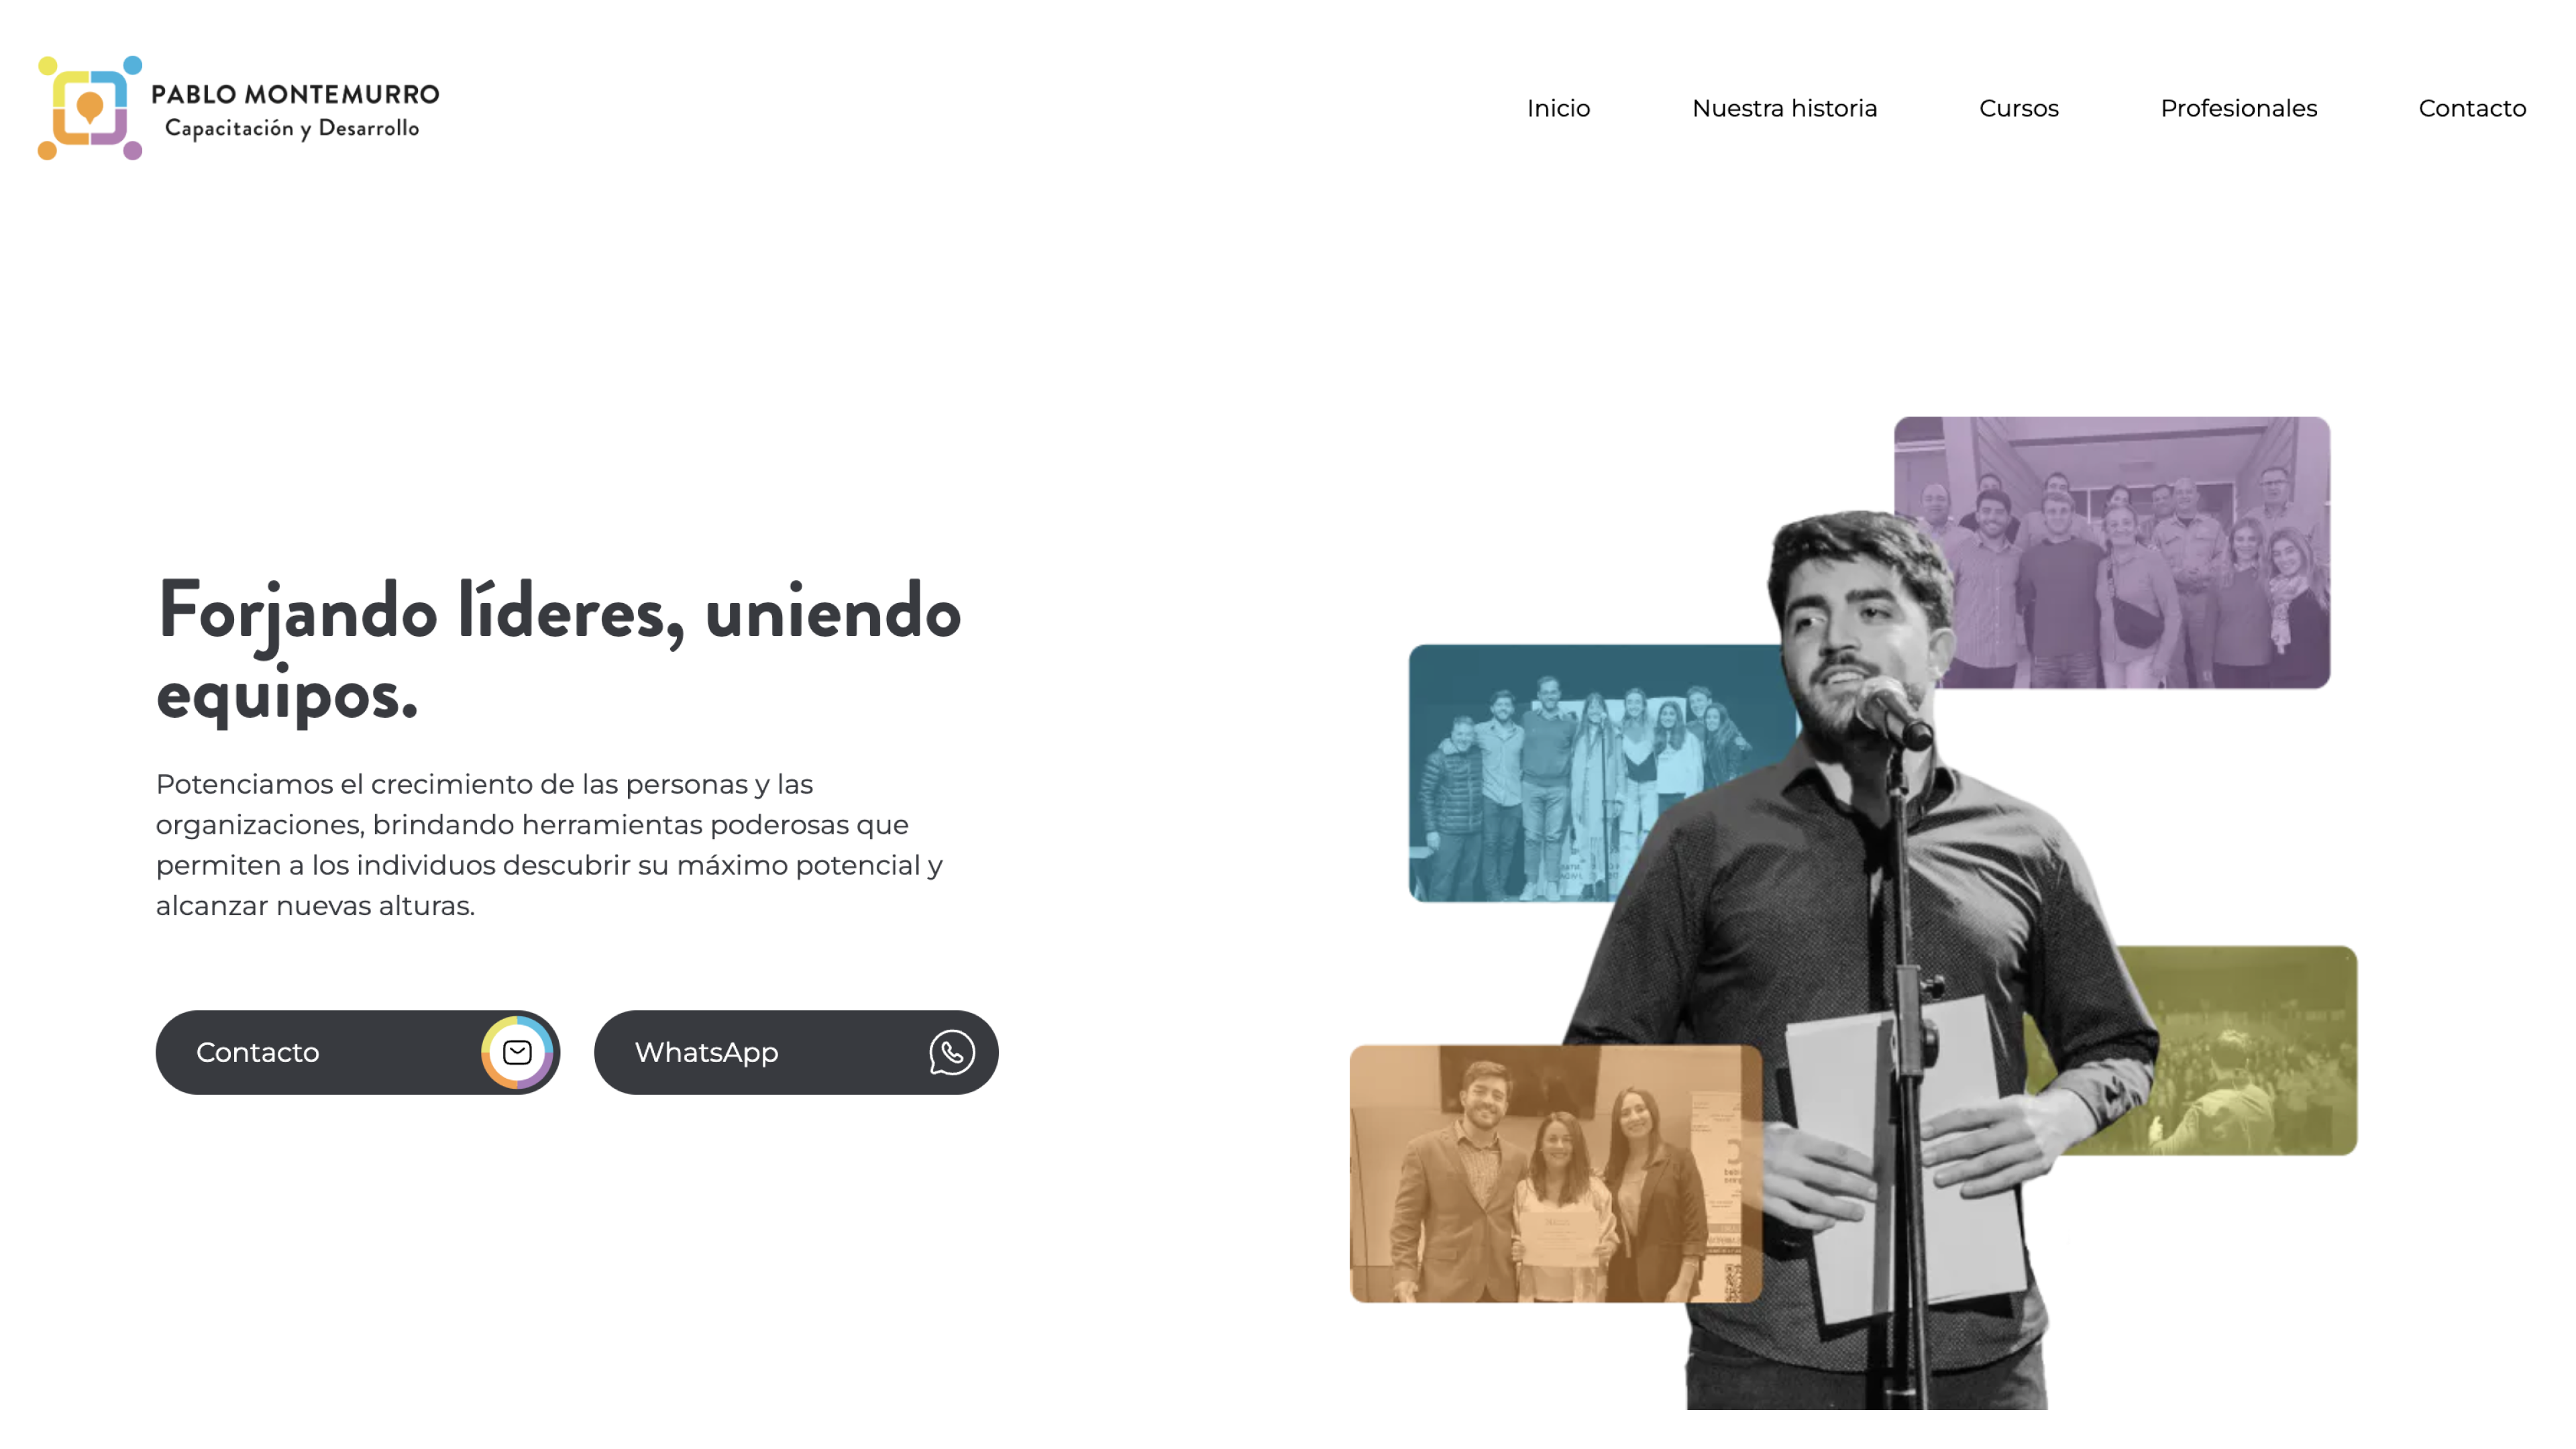 PABLO MONTEMURRO
Capacitación y Desarrollo
Inicio
Nuestra historia
Cursos
Profesionales
Contacto
Forjando líderes, uniendo
equipos.
Potenciamos el crecimiento de las personas y las
organizaciones, brindando herramientas poderosas que
permiten a los individuos descubrir su máximo potencial y
alcanzar nuevas alturas.
Contacto
WhatsApp